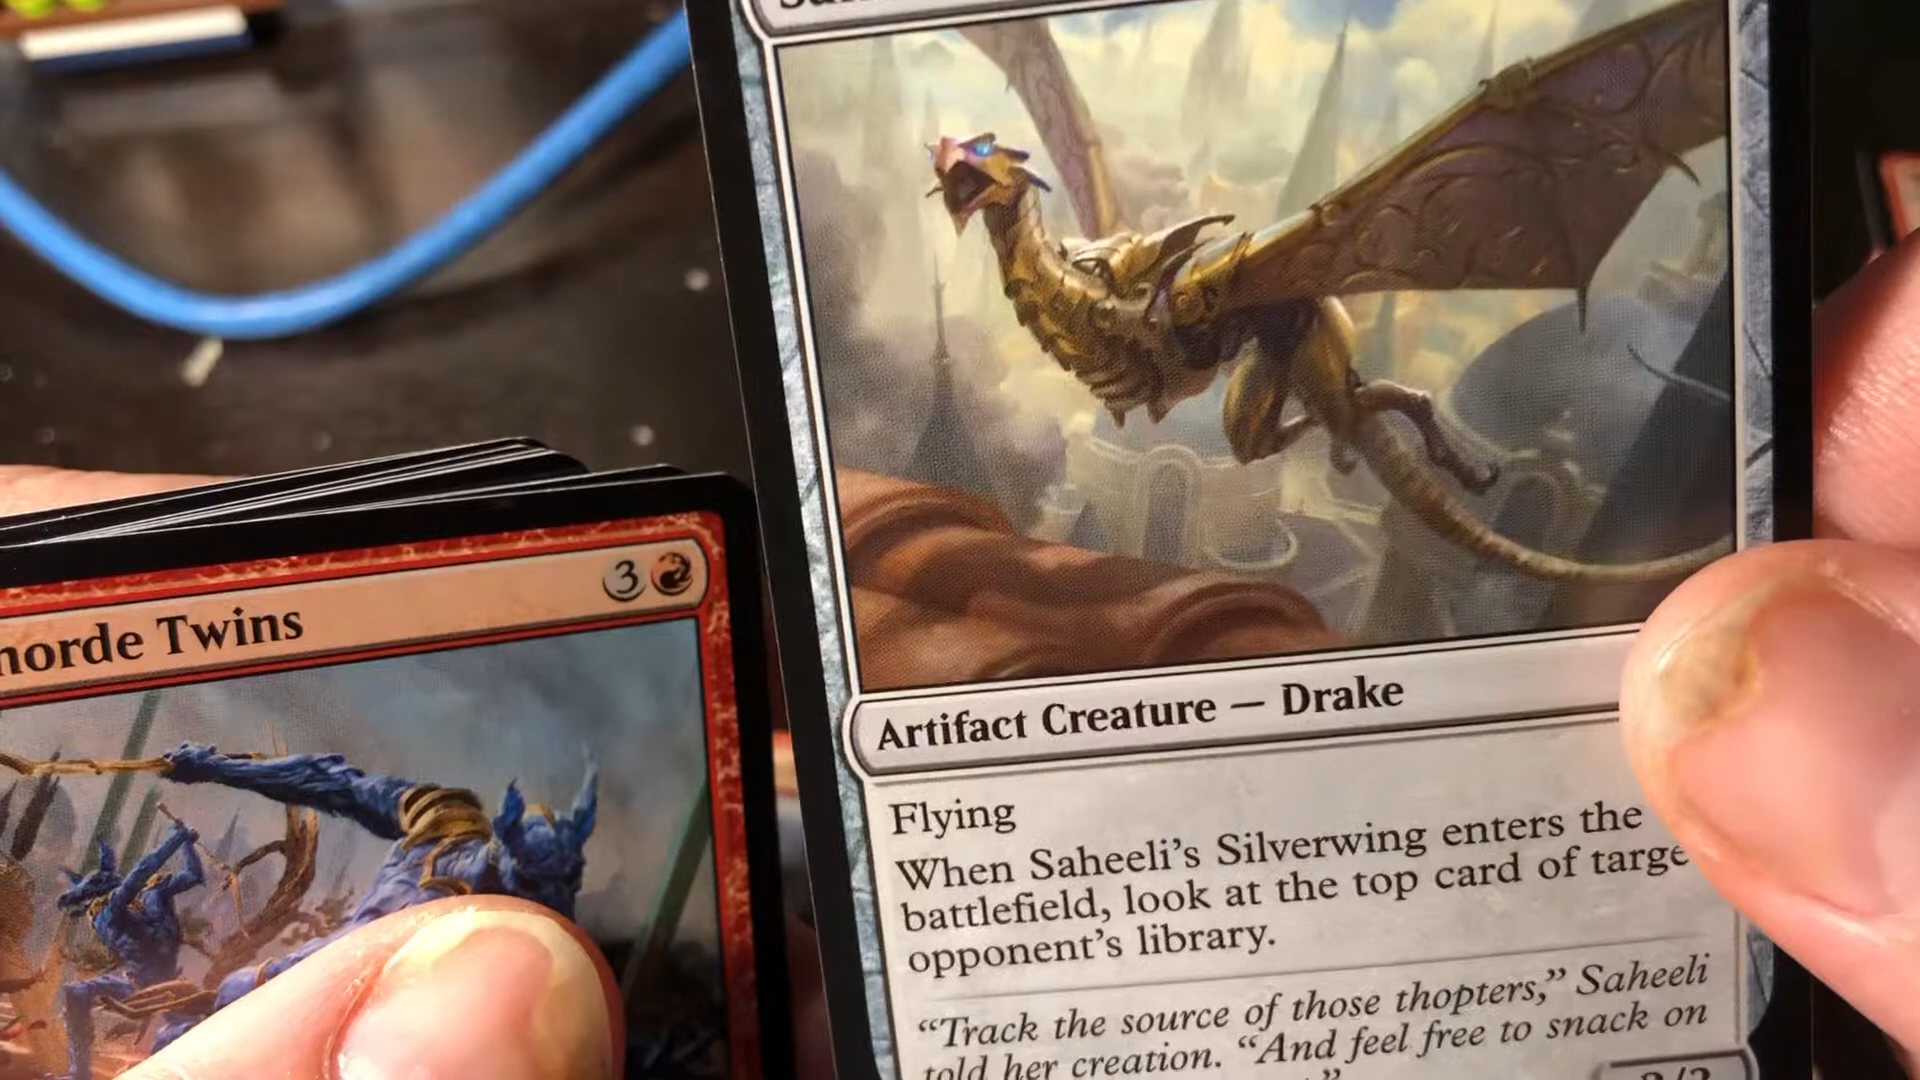 norde Twins
3
Artifact Creature — Drake
Flying
When Saheeli's Silverwing enters the
battlefield, look at the top card of targe
opponent's library.
“Track the source of those thopters,” Saheeli
told her creation. “And feel free to snack on